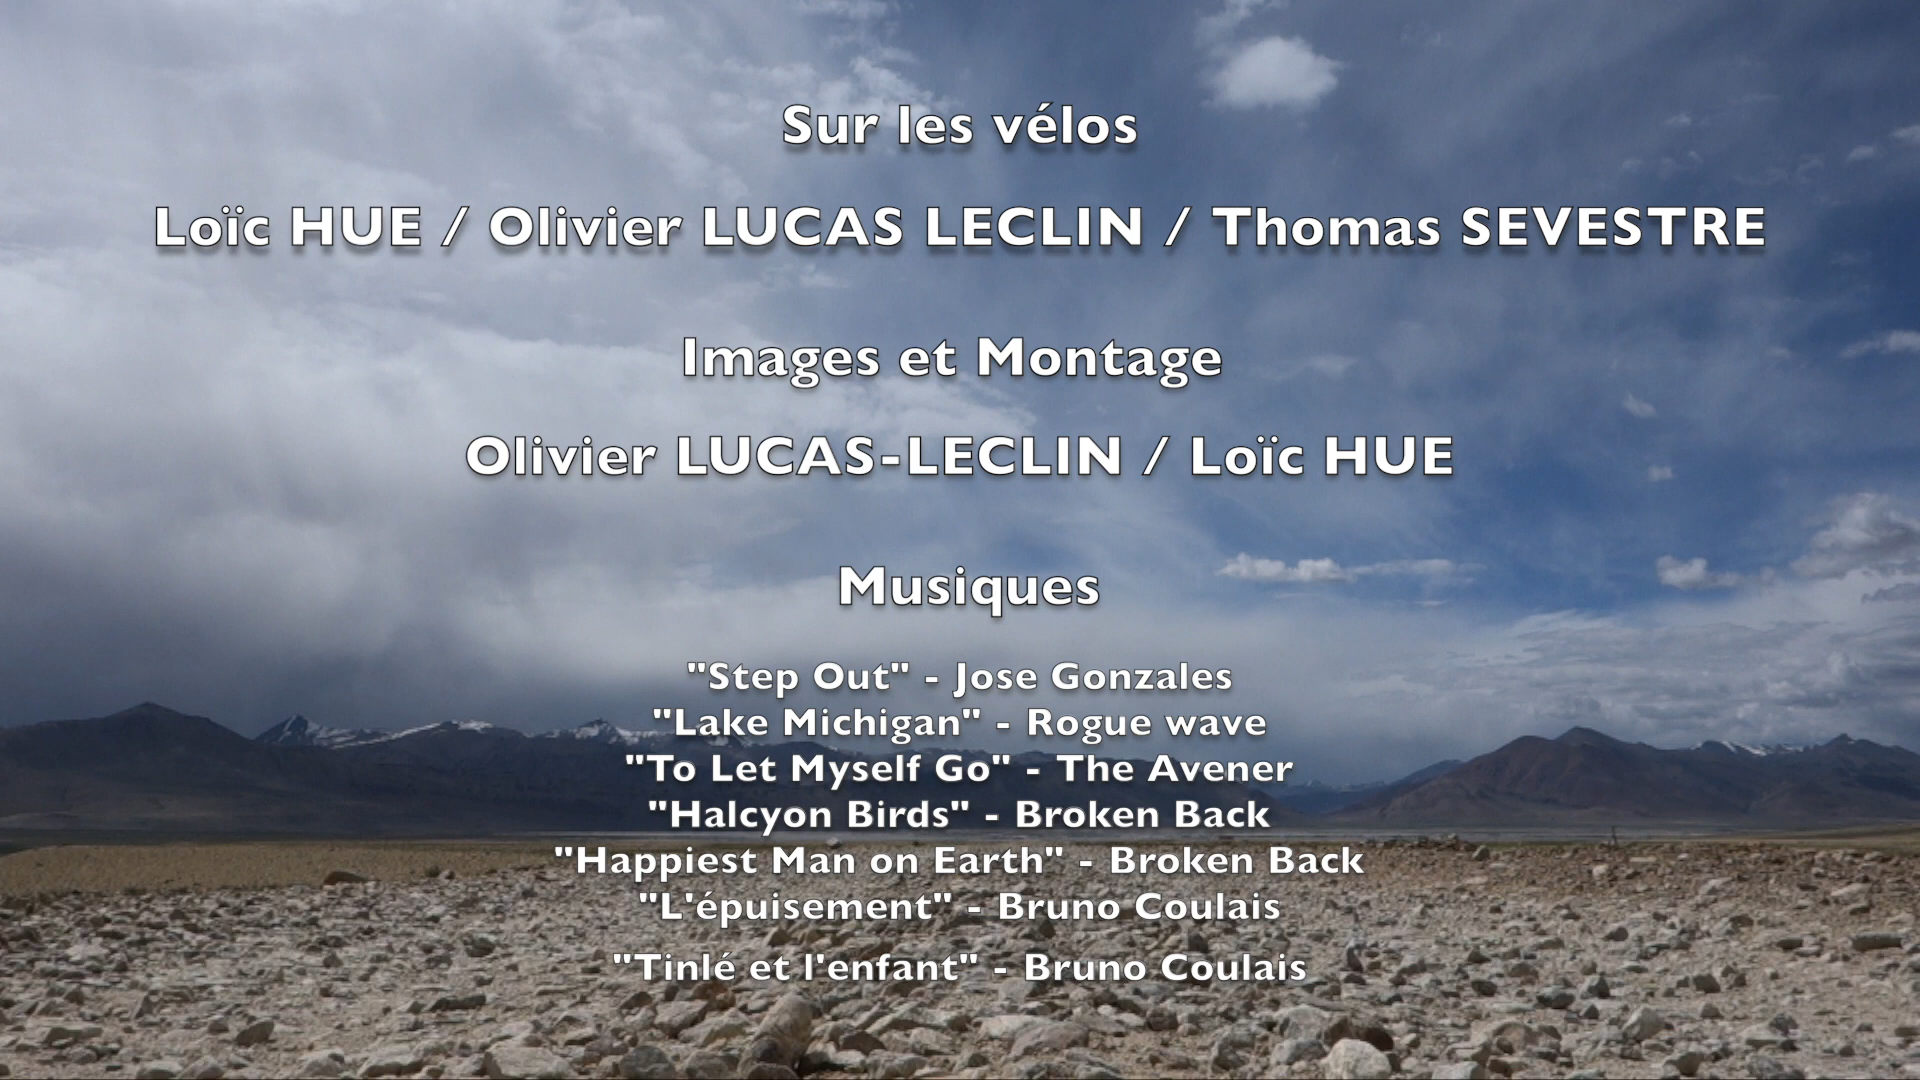 Sur les vélos
Loïc HUE / Olivier LUCAS LECLIN / Thomas SEVESTRE
Images et Montage
Olivier LUCAS-LECLIN / Loïc HUE
Musiques
"Step Out" - Jose Gonzales
"Lake Michigan" - Rogue wave
"To Let Myself Go" - The Avener
"Halcyon Birds" - Broken Back
"Happiest Man on Earth" - Broken Back
"L'épuisement" - Bruno Coulais
"Tinlé et l'enfant" - Bruno Coulais